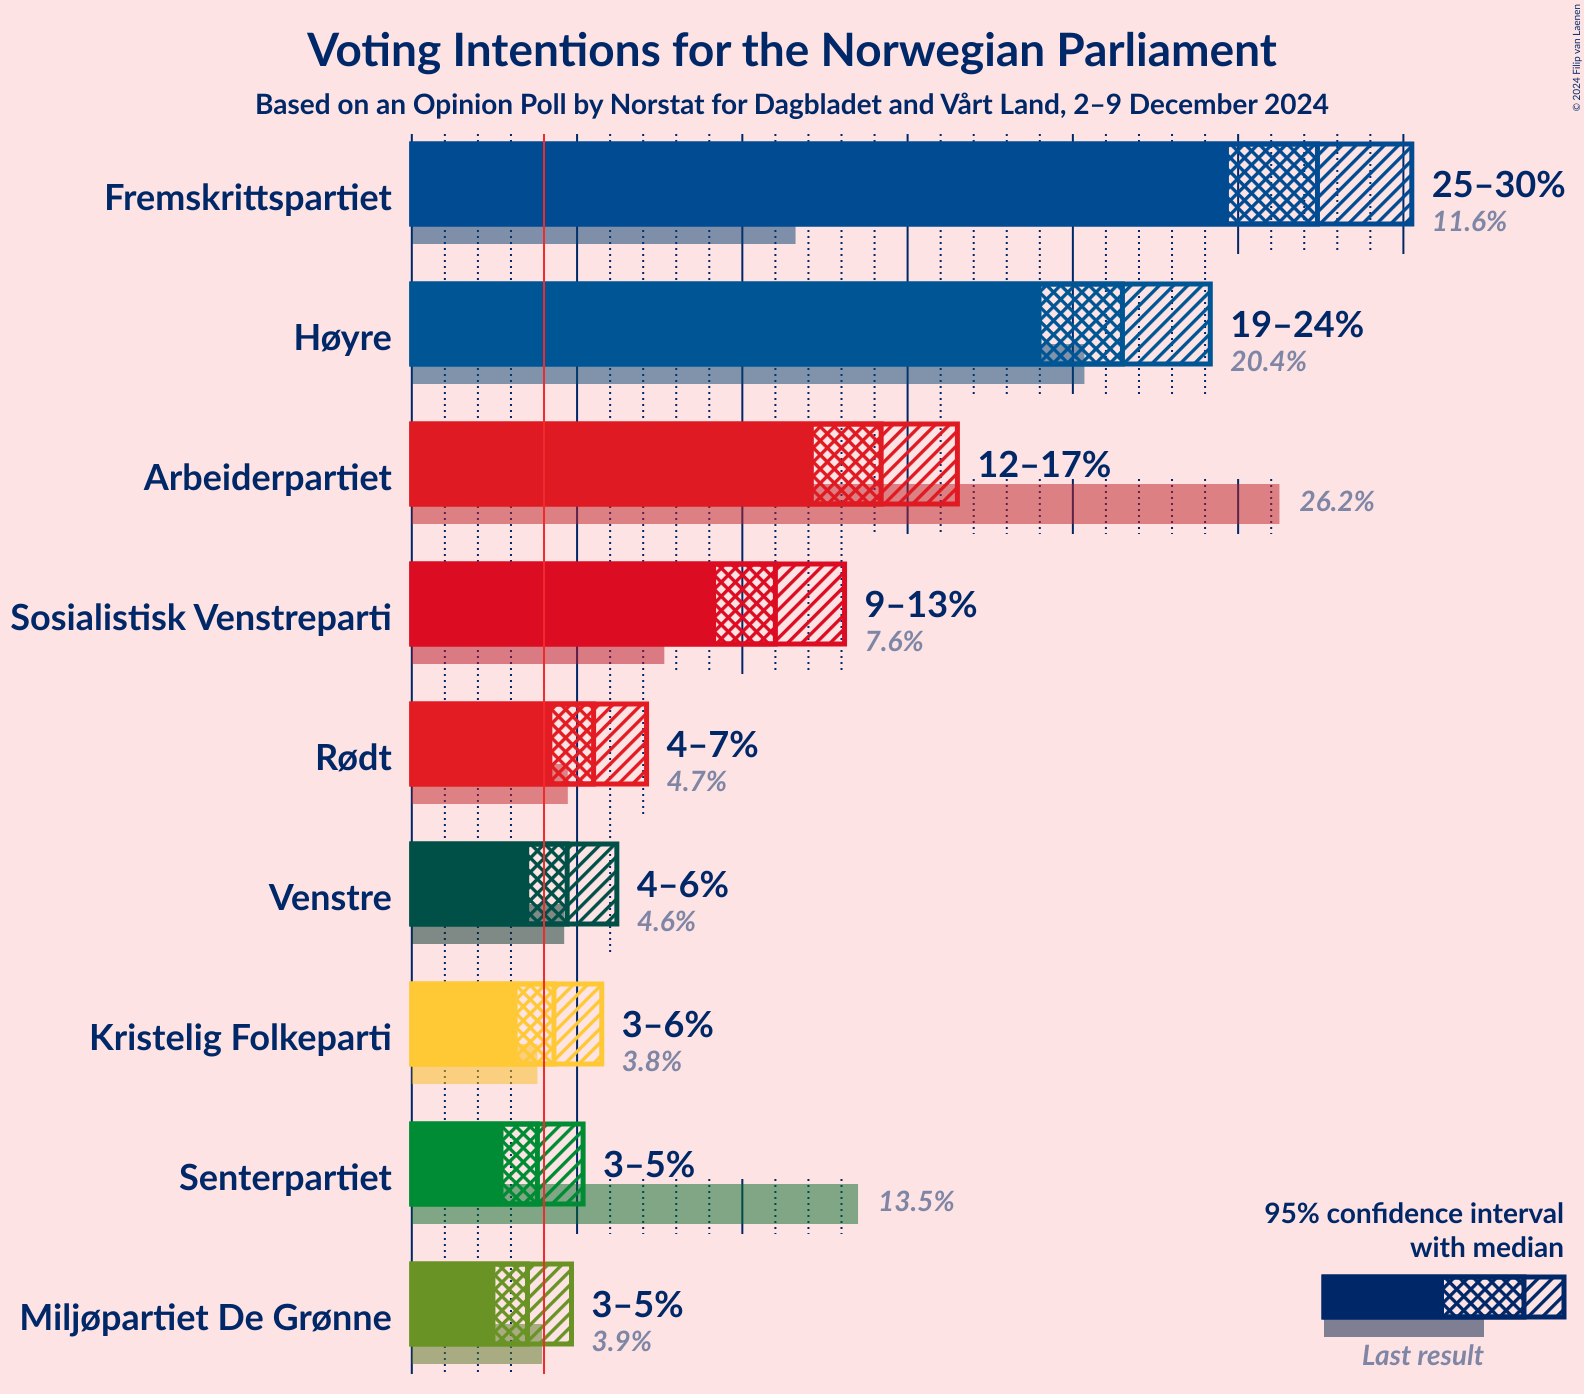 Voting Intentions for the Norwegian Parliament
Based on an Opinion Poll by Norstat for Dagbladet and Vårt Land, 2–9 December 2024
© 2024 Filip van Laenen
Fremskrittspartiet
25–30%
11.6%
Høyre
19–24%
20.4%
Arbeiderpartiet
12–17%
26.2%
Sosialistisk Venstreparti
9–13%
7.6%
Rødt
4–7%
4.7%
Venstre
4–6%
4.6%
Kristelig Folkeparti
3–6%
3.8%
Senterpartiet
3–5%
13.5%
Miljøpartiet De Grønne
3–5%
3.9%
95% confidence interval
with median
Last result